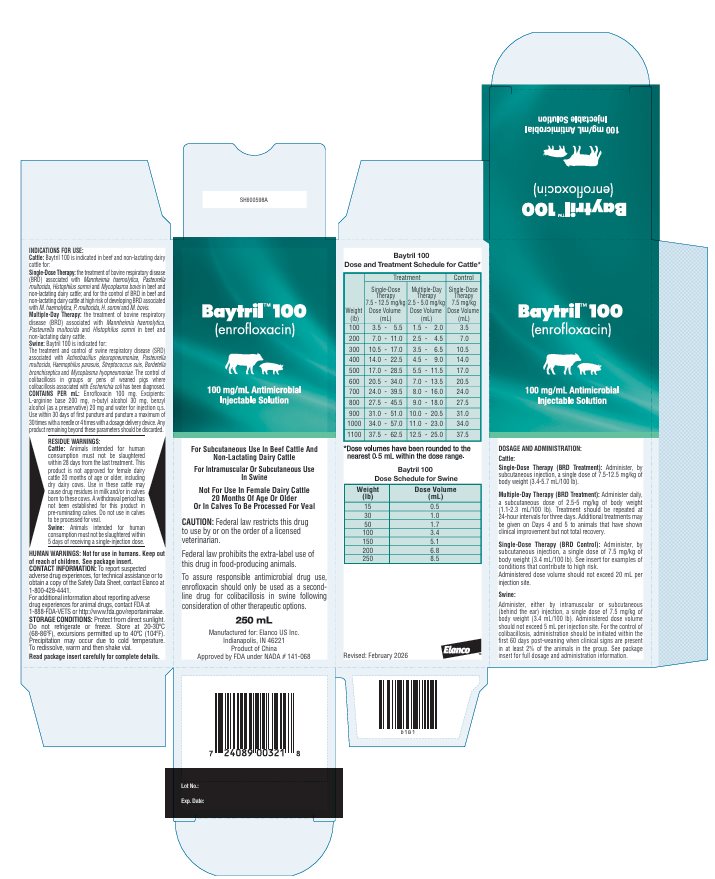 SH600598A
100 mg/mL Antimicrobial
Injectable Solution
Baytril™ 100
(enrofloxacin)
INDICATIONS FOR USE:
Cattle: Baytril 100 is indicated in beef and non-lactating dairy
cattle for:
Single-Dose Therapy: the treatment of bovine respiratory disease
(BRD) associated with Mannheimia haemolytica, Pasteurella
multocida, Histophilus somni and Mycoplasma bovis in beef and
non-lactating dairy cattle; and for the control of BRD in beef and
non-lactating dairy cattle at high risk of developing BRD associated
with M. haemolytica, P. multocida, H. somni and M. bovis.
Multiple-Day Therapy: the treatment of bovine respiratory
disease (BRD) associated with Mannheimia haemolytica,
Pasteurella multocida and Histophilus somni in beef and
non-lactating dairy cattle.
Swine: Baytril 100 is indicated for:
The treatment and control of swine respiratory disease (SRD)
associated with Actinobacillus pleuropneumoniae, Pasteurella
multocida, Haemophilus parasuis, Streptococcus suis, Bordetella
bronchiseptica and Mycoplasma hyopneumoniae. The control of
colibacillosis in groups or pens of weaned pigs where
colibacillosis associated with Escherichia coli has been diagnosed.
CONTAINS PER mL: Enrofloxacin 100 mg. Excipients:
L-arginine base 200 mg, n-butyl alcohol 30 mg, benzyl
alcohol (as a preservative) 20 mg and water for injection q.s.
Use within 30 days of first puncture and puncture a maximum of
30 times with a needle or 4 times with a dosage delivery device. Any
product remaining beyond these parameters should be discarded.
RESIDUE WARNINGS:
Cattle: Animals intended for human
consumption must not be slaughtered
within 28 days from the last treatment. This
product is not approved for female dairy
cattle 20 months of age or older, including
dry dairy cows. Use in these cattle may
cause drug residues in milk and/or in calves
born to these cows. A withdrawal period has
not been established for this product in
pre-ruminating calves. Do not use in calves
to be processed for veal.
Swine: Animals intended for human
consumption must not be slaughtered within
5 days of receiving a single-injection dose.
HUMAN WARNINGS: Not for use in humans. Keep out
of reach of children. See package insert.
CONTACT INFORMATION: To report suspected
adverse drug experiences, for technical assistance or to
obtain a copy of the Safety Data Sheet, contact Elanco at
1-800-428-4441.
For additional information about reporting adverse
drug experiences for animal drugs, contact FDA at
1-888-FDA-VETS or http://www.fda.gov/reportanimalae.
STORAGE CONDITIONS: Protect from direct sunlight.
Do not refrigerate or freeze. Store at 20-30°C
(68-86°F), excursions permitted up to 40°C (104°F).
Precipitation may occur due to cold temperature.
To redissolve, warm and then shake vial.
Read package insert carefully for complete details.
Baytril™ 100
(enrofloxacin)
100 mg/mL Antimicrobial
Injectable Solution
For Subcutaneous Use In Beef Cattle And
Non-Lactating Dairy Cattle
For Intramuscular Or Subcutaneous Use
In Swine
Not For Use In Female Dairy Cattle
20 Months Of Age Or Older
Or In Calves To Be Processed For Veal
CAUTION: Federal law restricts this drug
to use by or on the order of a licensed
veterinarian.
Federal law prohibits the extra-label use of
this drug in food-producing animals.
To assure responsible antimicrobial drug use,
enrofloxacin should only be used as a second-
line drug for colibacillosis in swine following
consideration of other therapeutic options.
250 mL
Manufactured for: Elanco US Inc.
Indianapolis, IN 46221
Product of China
Approved by FDA under NADA # 141-068
Baytril 100
Dose and Treatment Schedule for Cattle*
Treatment Control
Weight (lb) Single-Dose Therapy 7.5 - 12.5 mg/kg Dose Volume (mL) Multiple-Day Therapy 2.5 - 5.0 mg/kg Dose Volume (mL) Single-Dose Therapy 7.5 mg/kg Dose Volume (mL)
100 3.5 - 5.5 1.5 - 2.0 3.5
200 7.0 - 11.0 2.5 - 4.5 7.0
300 10.5 - 17.0 3.5 - 6.5 10.5
400 14.0 - 22.5 4.5 - 9.0 14.0
500 17.0 - 28.5 5.5 - 11.5 17.0
600 20.5 - 34.0 7.0 - 13.5 20.5
700 24.0 - 39.5 8.0 - 16.0 24.0
800 27.5 - 45.5 9.0 - 18.0 27.5
900 31.0 - 51.0 10.0 - 20.5 31.0
1000 34.0 - 57.0 11.0 - 23.0 34.0
1100 37.5 - 62.5 12.5 - 25.0 37.5
*Dose volumes have been rounded to the
nearest 0.5 mL within the dose range.
Baytril 100
Dose Schedule for Swine
Weight (lb) Dose Volume (mL)
15 0.5
30 1.0
50 1.7
100 3.4
150 5.1
200 6.8
250 8.5
Revised: February 2026
Elanco
Baytril™ 100
(enrofloxacin)
100 mg/mL Antimicrobial
Injectable Solution
DOSAGE AND ADMINISTRATION:
Cattle:
Single-Dose Therapy (BRD Treatment): Administer, by
subcutaneous injection, a single dose of 7.5-12.5 mg/kg of
body weight (3.4-5.7 mL/100 lb).
Multiple-Day Therapy (BRD Treatment): Administer daily,
a subcutaneous dose of 2.5-5 mg/kg of body weight
(1.1-2.3 mL/100 lb). Treatment should be repeated at
24-hour intervals for three days. Additional treatments may
be given on Days 4 and 5 to animals that have shown
clinical improvement but not total recovery.
Single-Dose Therapy (BRD Control): Administer, by
subcutaneous injection, a single dose of 7.5 mg/kg of
body weight (3.4 mL/100 lb). See insert for examples of
conditions that contribute to high risk.
Administered dose volume should not exceed 20 mL per
injection site.
Swine:
Administer, either by intramuscular or subcutaneous
(behind the ear) injection, a single dose of 7.5 mg/kg of
body weight (3.4 mL/100 lb). Administered dose volume
should not exceed 5 mL per injection site. For the control of
colibacillosis, administration should be initiated within the
first 60 days post-weaning when clinical signs are present
in at least 2% of the animals in the group. See package
insert for full dosage and administration information.
7 24089 00321 8
0101
Lot No.:
Exp. Date: